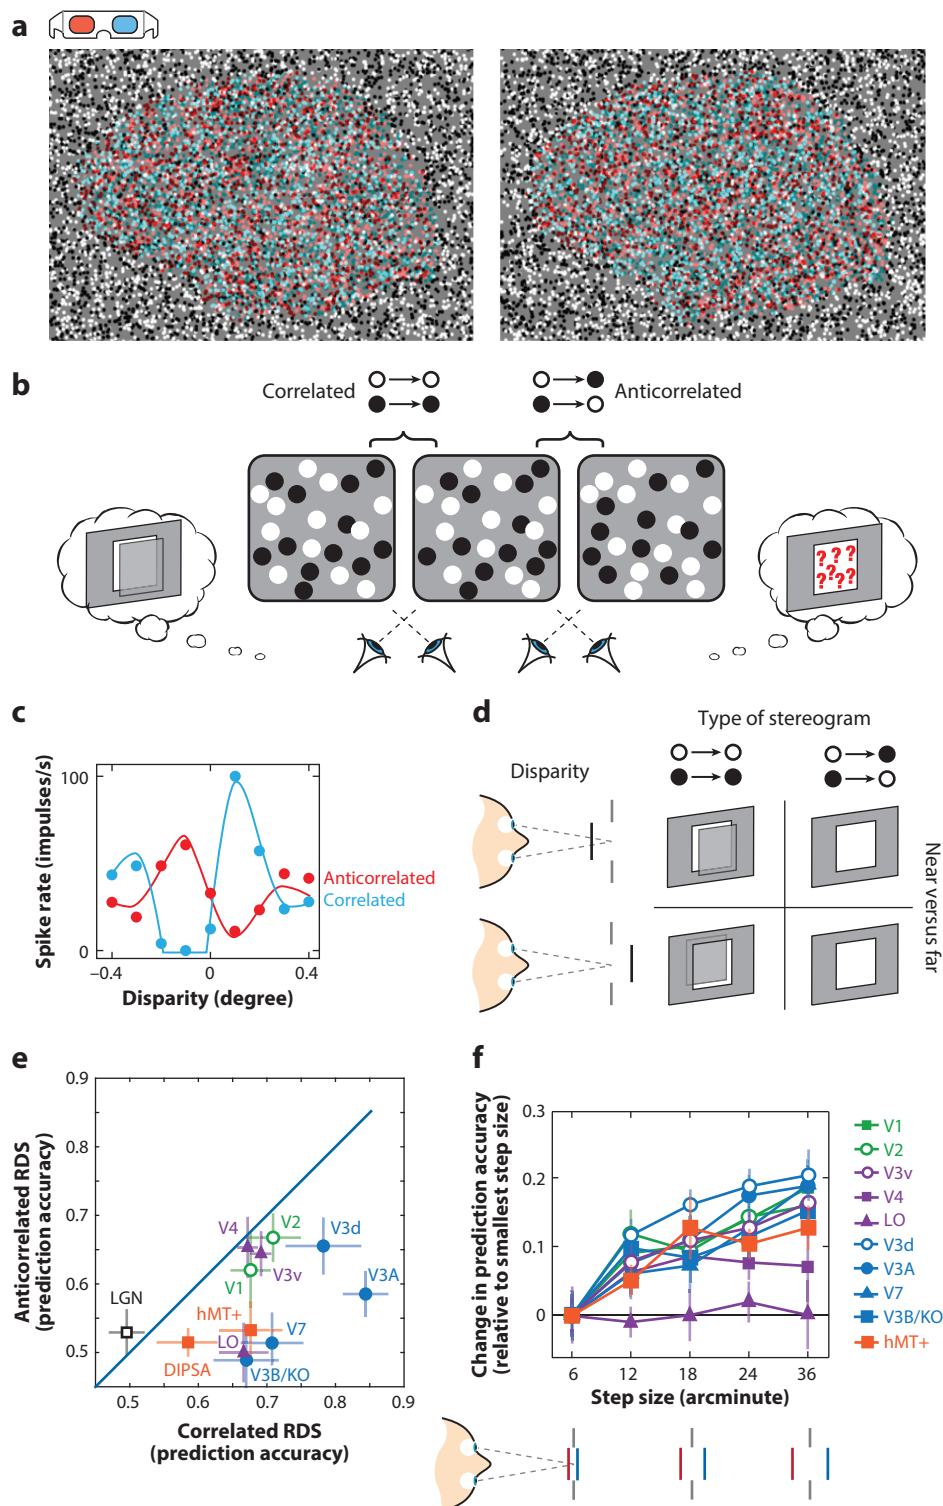 a
b
Correlated
Anticorrelated
? ? ?
?
? ? ?
c
Spike rate (impulses/s)
100
0
Anticorrelated
Correlated
−0.4
0
0.4
Disparity (degree)
d
Type of stereogram
Disparity
Near versus far
e
Anticorrelated RDS
(prediction accuracy)
0.9
0.8
0.7
0.6
0.5
V4
V2
V3d
V1
V3v
V3A
LGN
hMT+
V7
LO
DIPSA
V3B/KO
0.5
0.6
0.7
0.8
0.9
Correlated RDS
(prediction accuracy)
f
Change in prediction accuracy
(relative to smallest step size)
0.3
0.2
0.1
0
6
12
18
24
36
Step size (arcminute)
V1
V2
V3v
V4
LO
V3d
V3A
V7
V3B/KO
hMT+